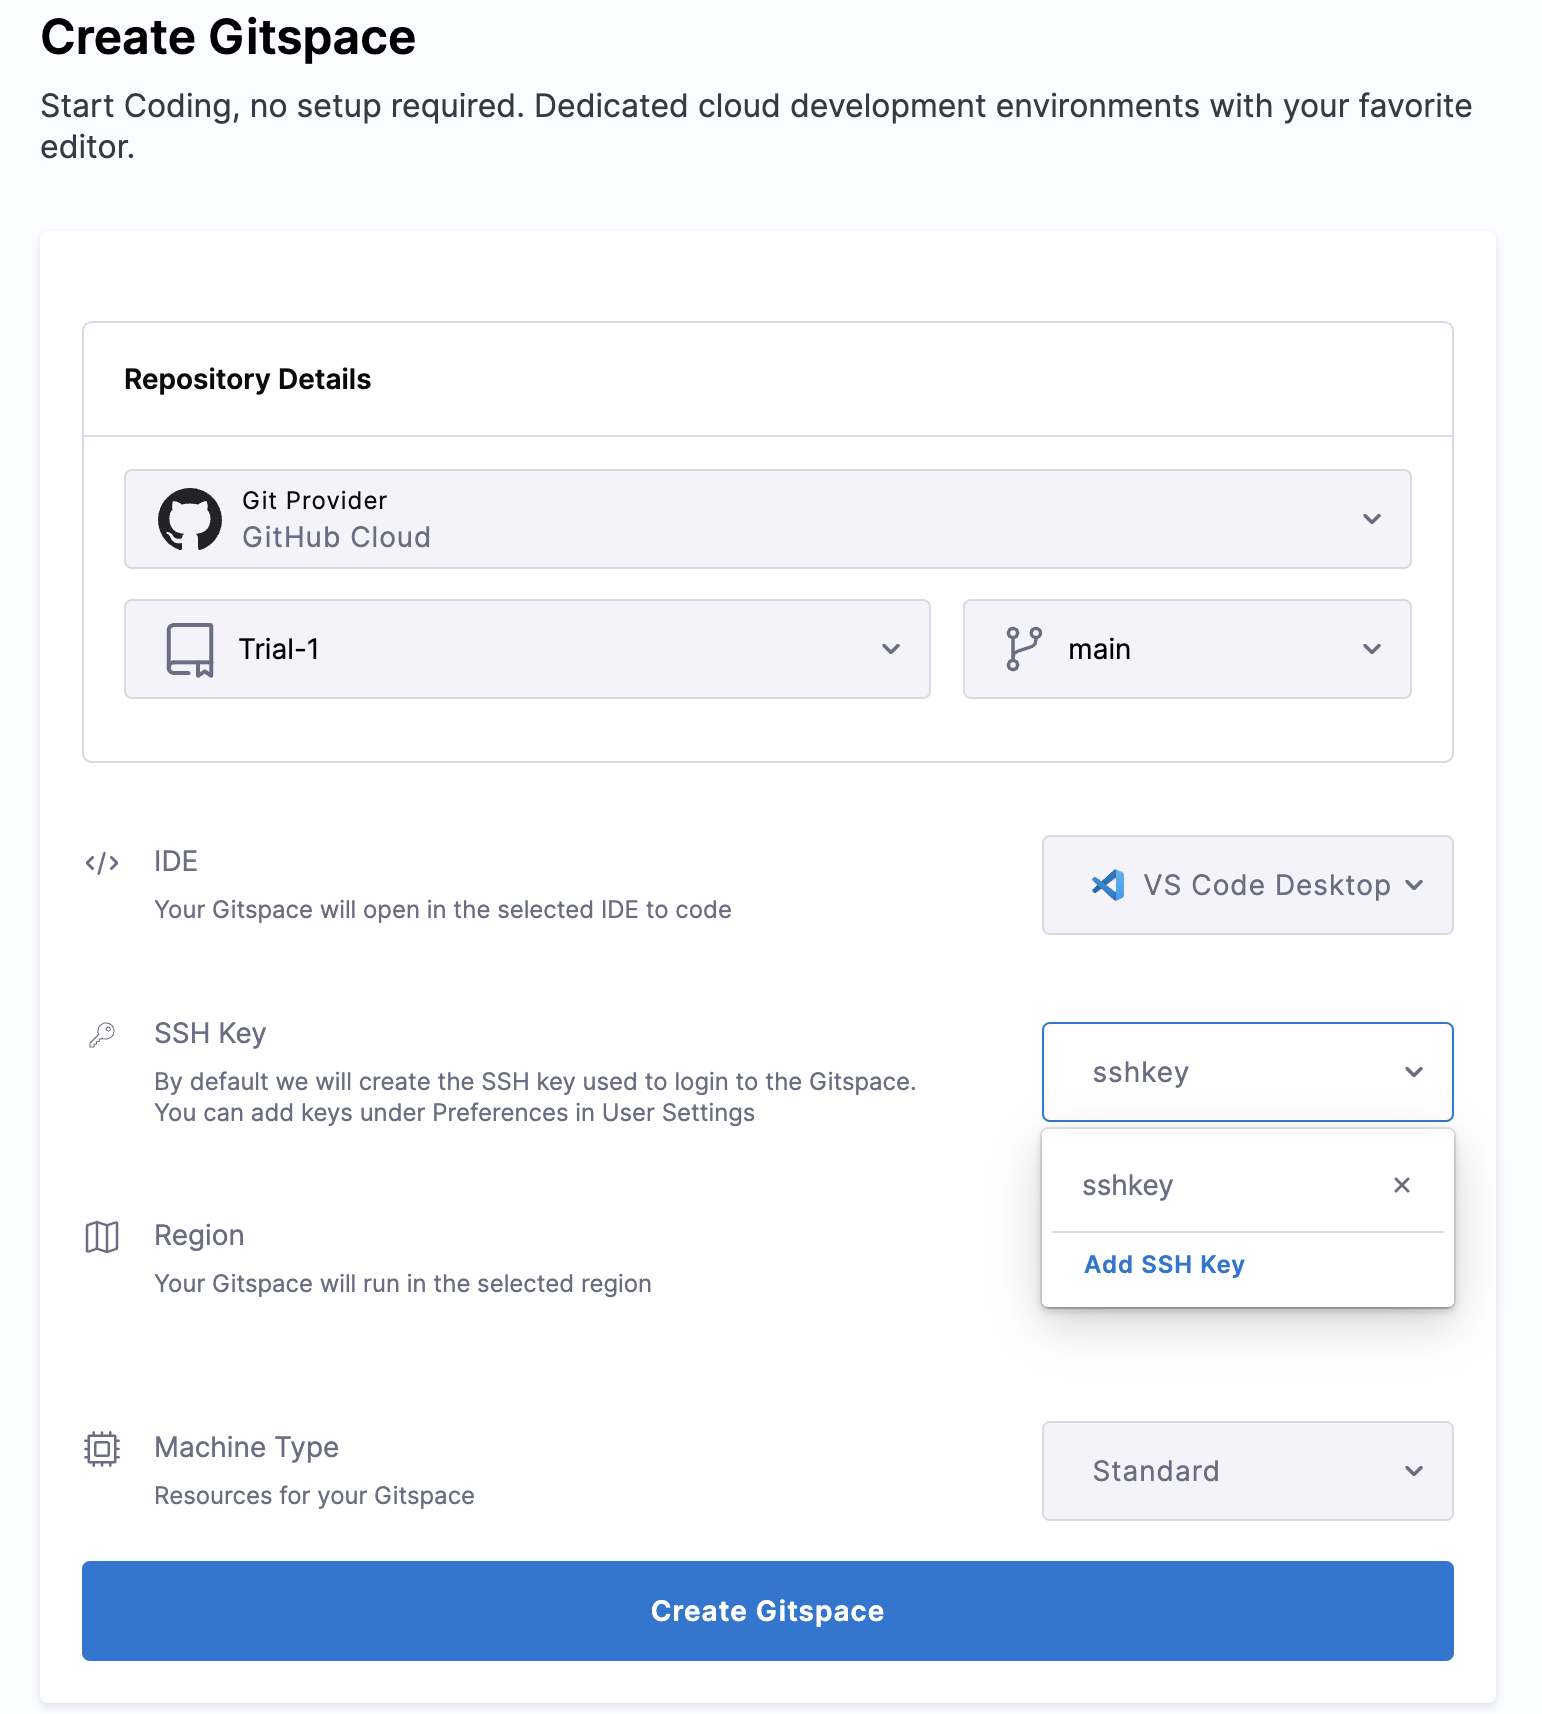 Create Gitspace
Start Coding, no setup required. Dedicated cloud development environments with your favorite
editor.
Repository Details
Git Provider
GitHub Cloud
Trial-1
main
IDE
Your Gitspace will open in the selected IDE to code
VS Code Desktop
SSH Key
By default we will create the SSH key used to login to the Gitspace.
You can add keys under Preferences in User Settings
sshkey
sshkey
Add SSH Key
Region
Your Gitspace will run in the selected region
Machine Type
Resources for your Gitspace
Standard
Create Gitspace